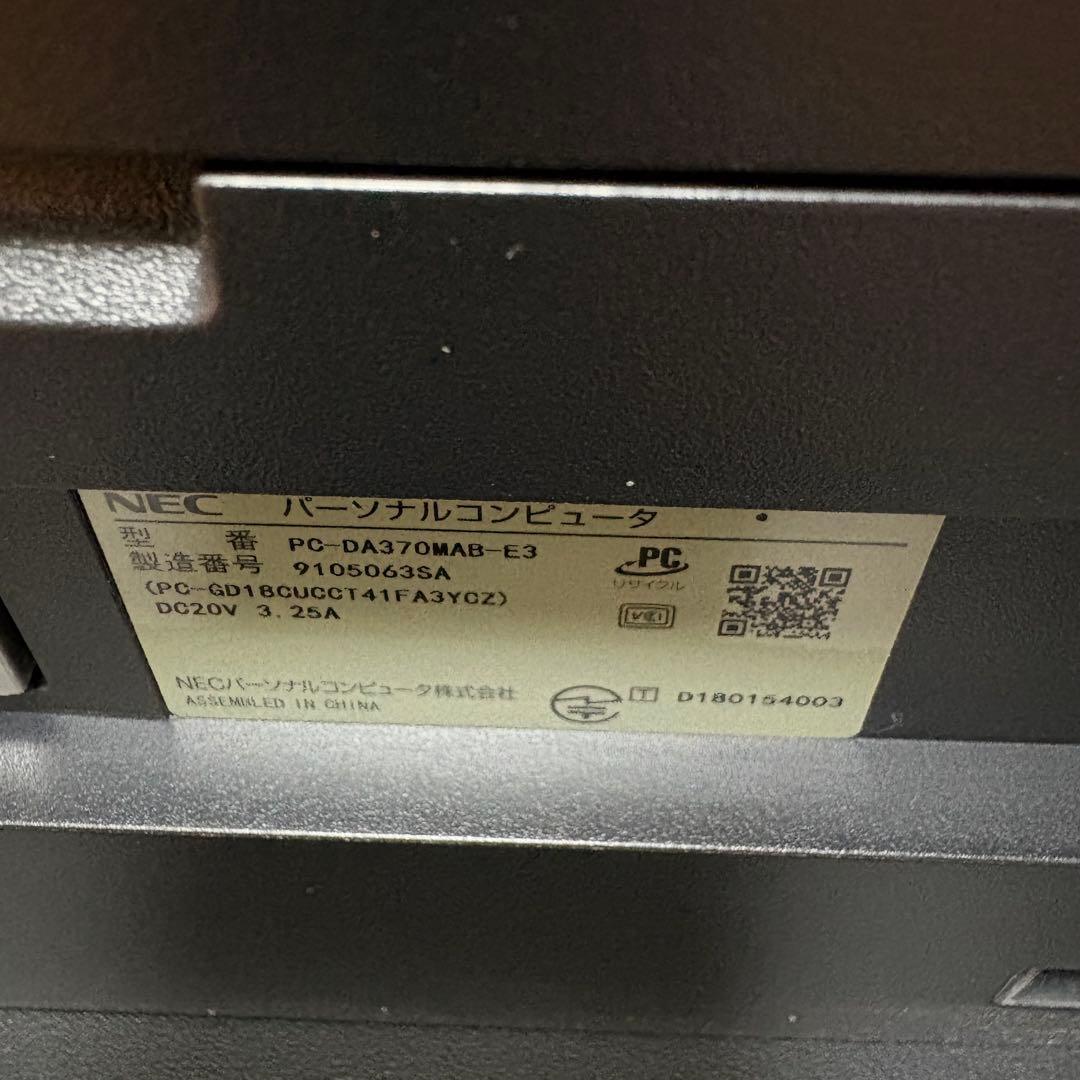 NEC パーソナルコンピュータ
型 番 PC-DA370MAB-E3
製造番号 9105063SA
(PC-GD18CUCCT41FA3YCZ)
DC20V 3.25A
PC
リサイクル
VCCI
NECパーソナルコンピュータ株式会社
ASSEMBLED IN CHINA
T D180154003